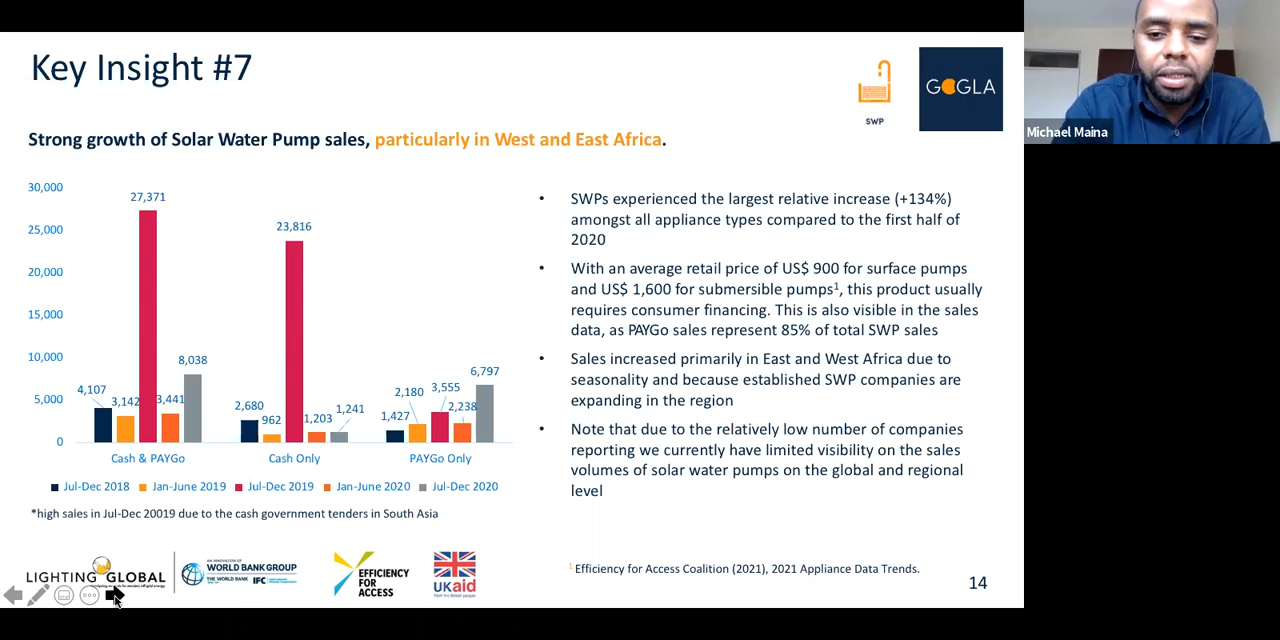 Key Insight #7
SWP
GOGLA
Michael Maina
Strong growth of Solar Water Pump sales, particularly in West and East Africa.
30,000
25,000
20,000
15,000
10,000
5,000
0
4,107
3,142
27,371
3,441
8,038
2,680
962
23,816
1,203
1,241
1,427
2,180
3,555
2,238
6,797
Cash & PAYGo
Cash Only
PAYGo Only
Jul-Dec 2018
Jan-June 2019
Jul-Dec 2019
Jan-June 2020
Jul-Dec 2020
*high sales in Jul-Dec 20019 due to the cash government tenders in South Asia
• SWPs experienced the largest relative increase (+134%)
amongst all appliance types compared to the first half of
2020
• With an average retail price of US$ 900 for surface pumps
and US$ 1,600 for submersible pumps¹, this product usually
requires consumer financing. This is also visible in the sales
data, as PAYGo sales represent 85% of total SWP sales
• Sales increased primarily in East and West Africa due to
seasonality and because established SWP companies are
expanding in the region
• Note that due to the relatively low number of companies
reporting we currently have limited visibility on the sales
volumes of solar water pumps on the global and regional
level
LIGHTING GLOBAL
AN INNOVATION OF
WORLD BANK GROUP
THE WORLD BANK
IFC
EFFICIENCY
FOR
ACCESS
UKaid
from the British people
¹ Efficiency for Access Coalition (2021), 2021 Appliance Data Trends.
14